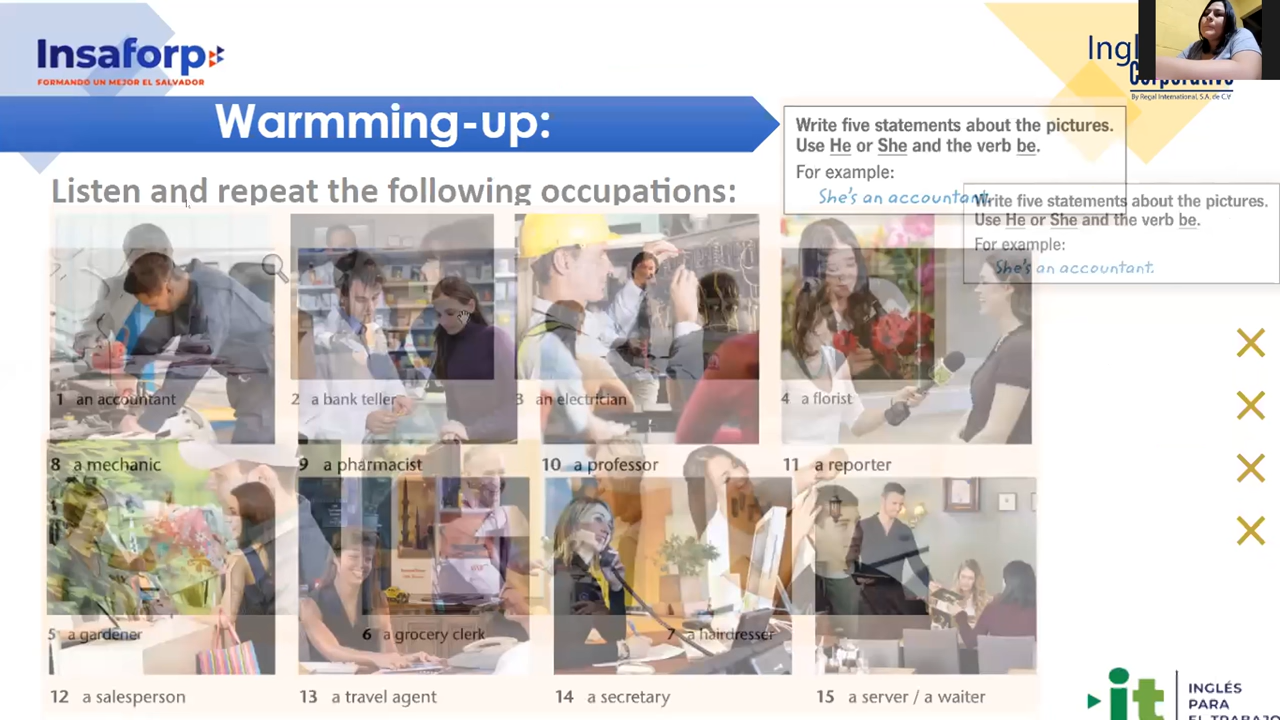 Insaforp
FORMANDO UN MEJOR EL SALVADOR
Warmming-up:
Write five statements about the pictures.
Use He or She and the verb be.
For example:
She's an accountant.
Write five statements about the pictures.
Use He or She and the verb be.
For example:
She's an accountant.
Listen and repeat the following occupations:
1 an accountant
2 a bank teller
3 an electrician
4 a florist
8 a mechanic
9 a pharmacist
10 a professor
11 a reporter
5 a gardener
6 a grocery clerk
7 a hairdresser
12 a salesperson
13 a travel agent
14 a secretary
15 a server / a waiter
Corporativo
By Regal International, S.A. de C.V
it
INGLÉS
PARA
EL TRABAJO